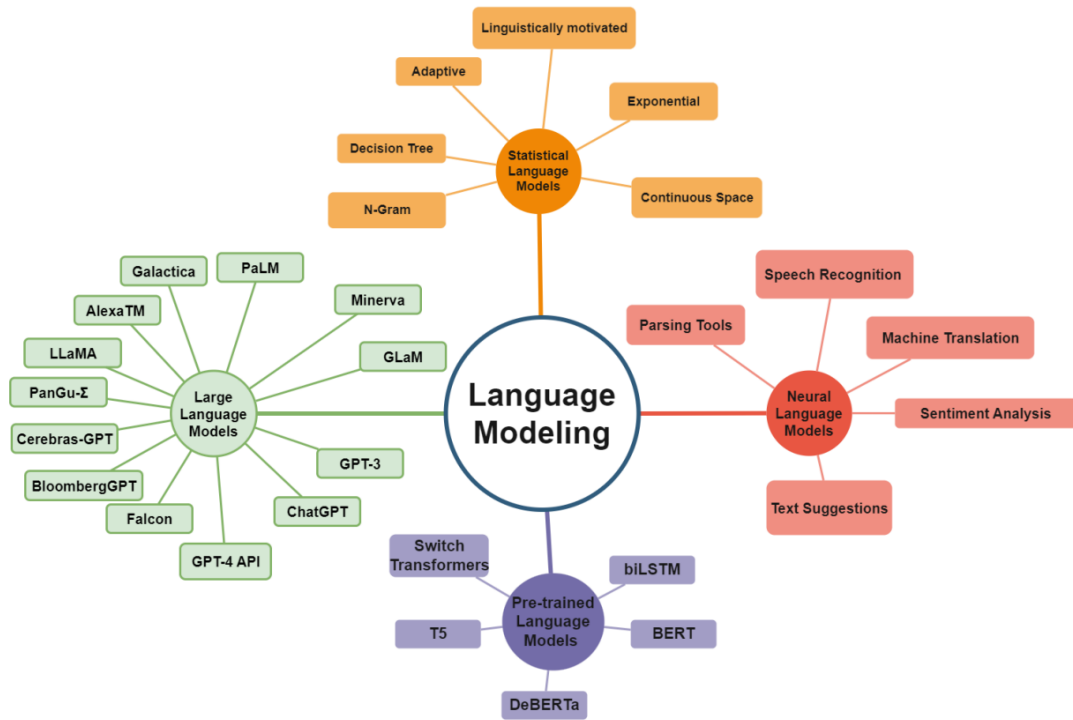 Linguistically motivated
Adaptive
Exponential
Decision Tree
Statistical
Language
Models
N-Gram
Continuous Space
Galactica
PaLM
AlexaTM
Minerva
LLaMA
GLaM
PanGu-Σ
Large
Language
Models
Cerebras-GPT
BloombergGPT
GPT-3
Falcon
ChatGPT
GPT-4 API
Language
Modeling
Speech Recognition
Parsing Tools
Machine Translation
Neural
Language
Models
Sentiment Analysis
Text Suggestions
Switch
Transformers
biLSTM
Pre-trained
Language
Models
T5
BERT
DeBERTa